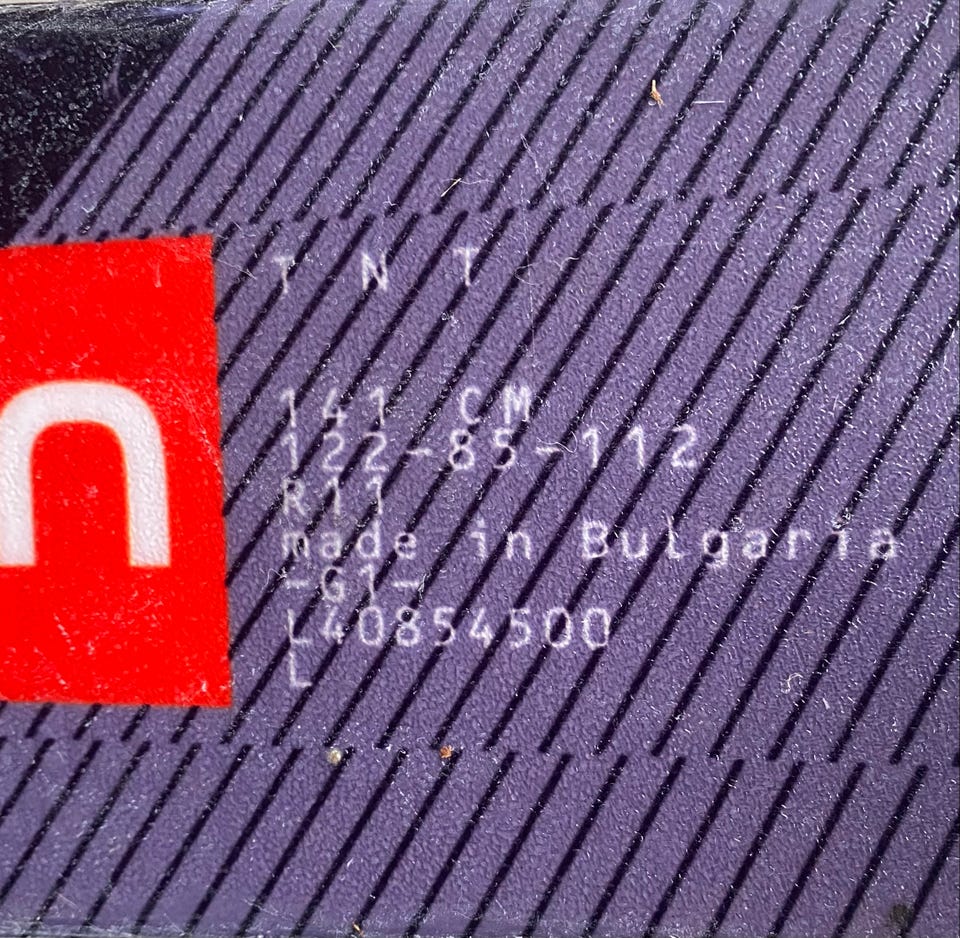 n
T N T
141 CM
122-85-112
R11
made in Bulgaria
-G1-
L40854500
L